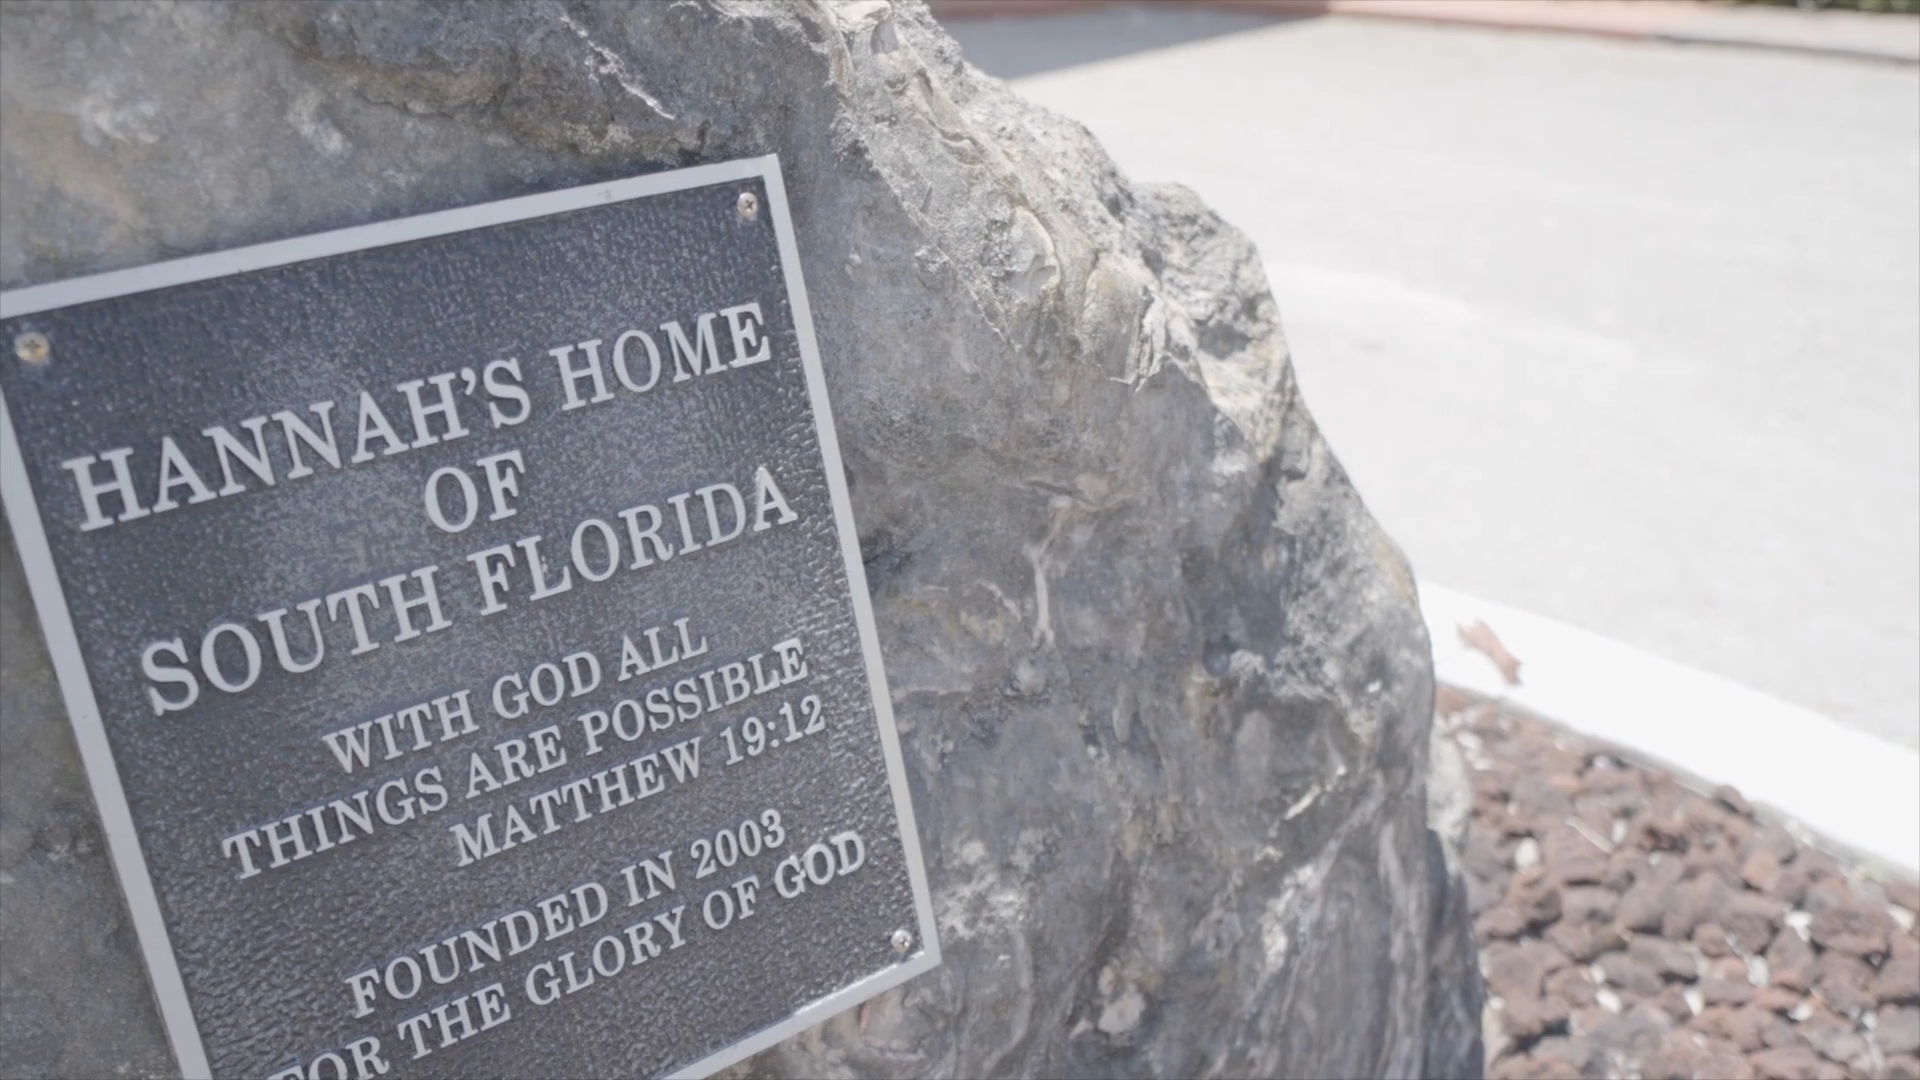 HANNAH'S HOME
OF
SOUTH FLORIDA
WITH GOD ALL
THINGS ARE POSSIBLE
MATTHEW 19:12
FOUNDED IN 2003
FOR THE GLORY OF GOD